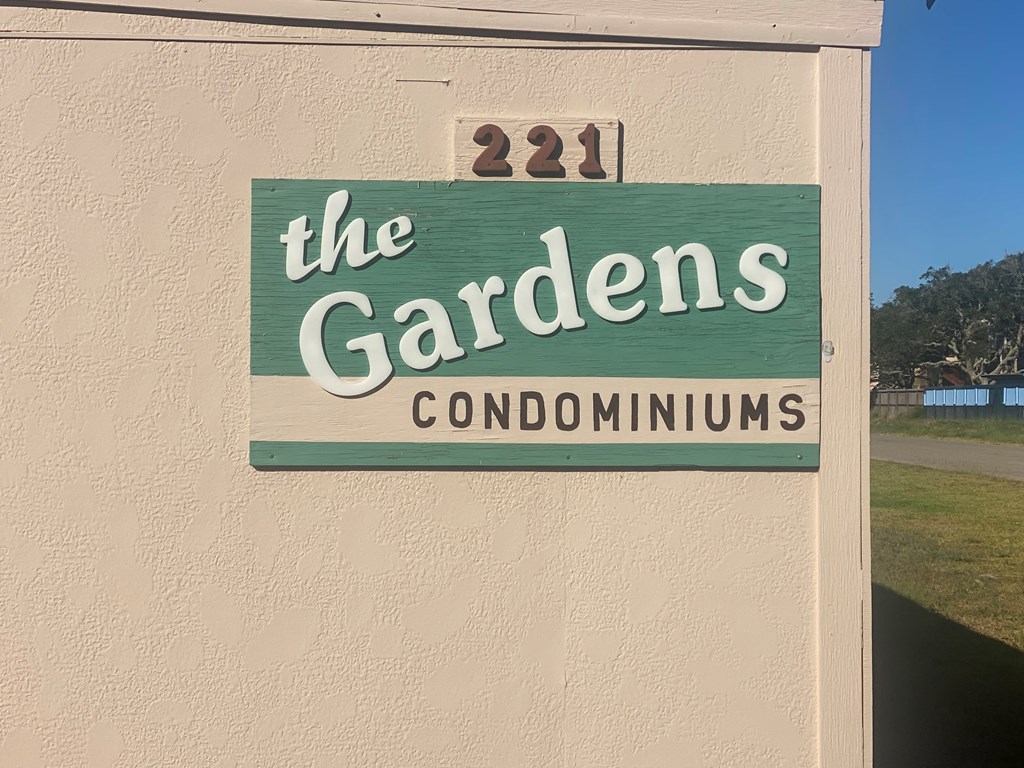 221
the
Gardens
CONDOMINIUMS